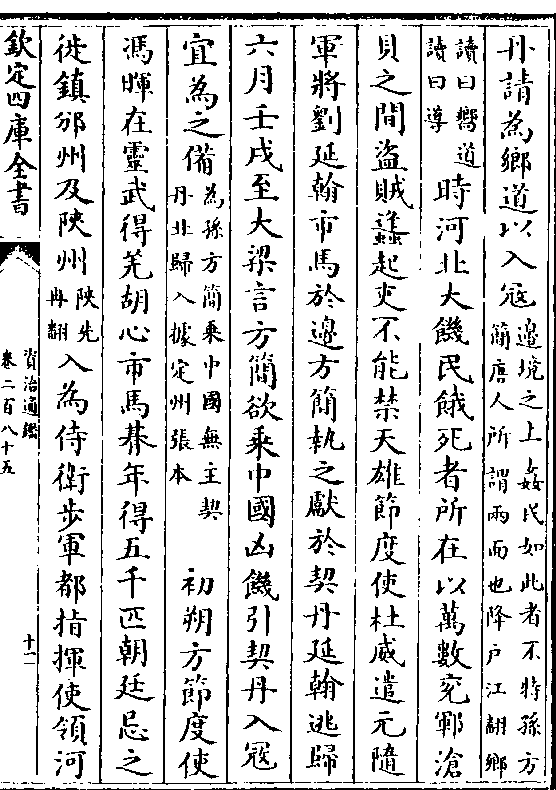 丹請為鄉道以入寇邊境之上姦民如此者不特孫方
簡唐人所謂兩面也降戶江翻鄉
讀曰嚮道
讀曰導時河北大饑民餓死者所在以萬數兖鄆滄
貝之間盜賊蠭起吏不能禁天雄節度使杜威遣元隨
軍將劉延翰市馬於邊方簡執之獻於契丹延翰逃歸
六月壬戌至大梁言方簡欲乘中國凶饑引契丹入寇
宜為之備為孫方簡乘中國無主契
丹北歸入據定州張本初朔方節度使
馮暉在靈武得羌胡心市馬朞年得五千匹朝廷忌之
徙鎮邠州及陜州陜失
冉翻入為侍衛步軍都指揮使領河
欽定四庫全書
資治通鑑
卷二百八十五
十二